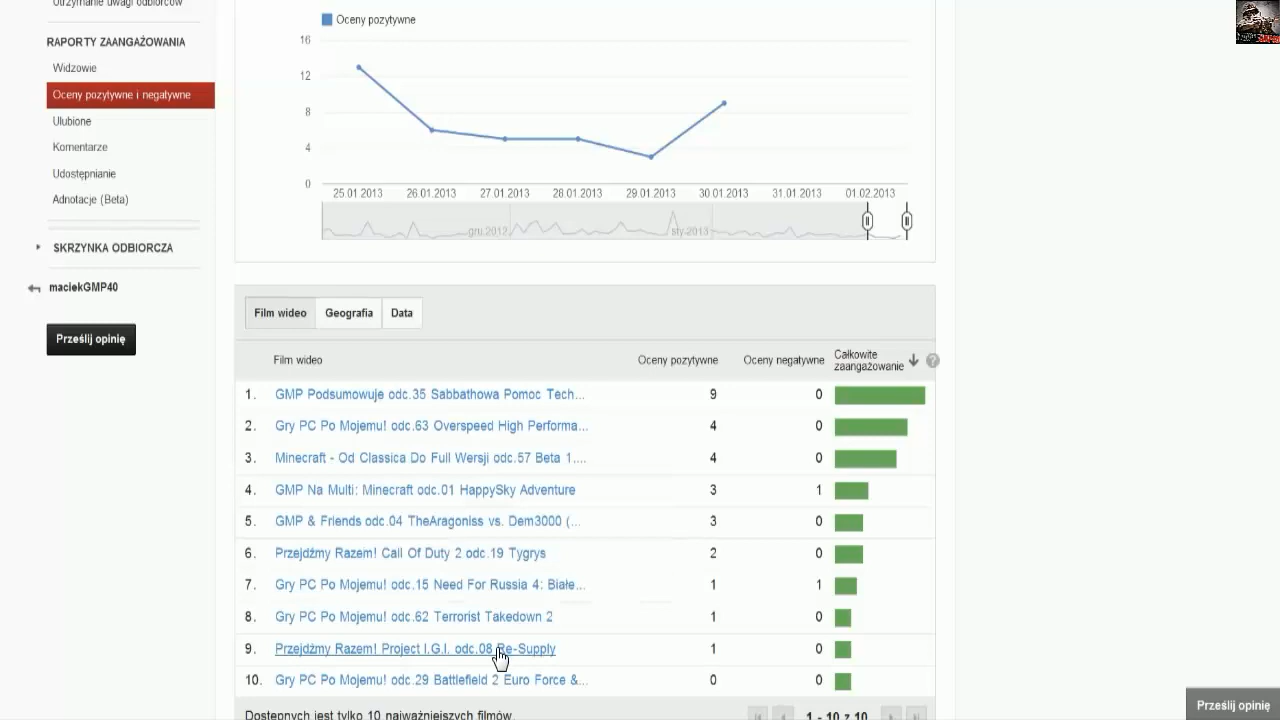 Utrzymanie uwagi odbiorców
RAPORTY ZAANGAŻOWANIA
Widzowie
Oceny pozytywne i negatywne
Ulubione
Komentarze
Udostępnianie
Adnotacje (Beta)
SKRZYNKA ODBIORCZA
maciekGMP40
Prześlij opinię
Oceny pozytywne
16
12
8
4
0
25.01.2013 26.01.2013 27.01.2013 28.01.2013 29.01.2013 30.01.2013 31.01.2013 01.02.2013
gru.2012 sty.2013
Film wideo Geografia Data
Film wideo Oceny pozytywne Oceny negatywne Całkowite zaangażowanie ?
1. GMP Podsumowuje odc.35 Sabbathowa Pomoc Tech... 9 0
2. Gry PC Po Mojemu! odc.63 Overspeed High Performa... 4 0
3. Minecraft - Od Classica Do Full Wersji odc.57 Beta 1.... 4 0
4. GMP Na Multi: Minecraft odc.01 HappySky Adventure 3 1
5. GMP & Friends odc.04 TheAragoniss vs. Dem3000 (... 3 0
6. Przejdźmy Razem! Call Of Duty 2 odc.19 Tygrys 2 0
7. Gry PC Po Mojemu! odc.15 Need For Russia 4: Białe... 1 1
8. Gry PC Po Mojemu! odc.62 Terrorist Takedown 2 1 0
9. Przejdźmy Razem! Project I.G.I. odc.08 Re-Supply 1 0
10. Gry PC Po Mojemu! odc.29 Battlefield 2 Euro Force &... 0 0
Dostępnych jest tylko 10 najważniejszych filmów. 1 - 10 z 10
Prześlij opinię